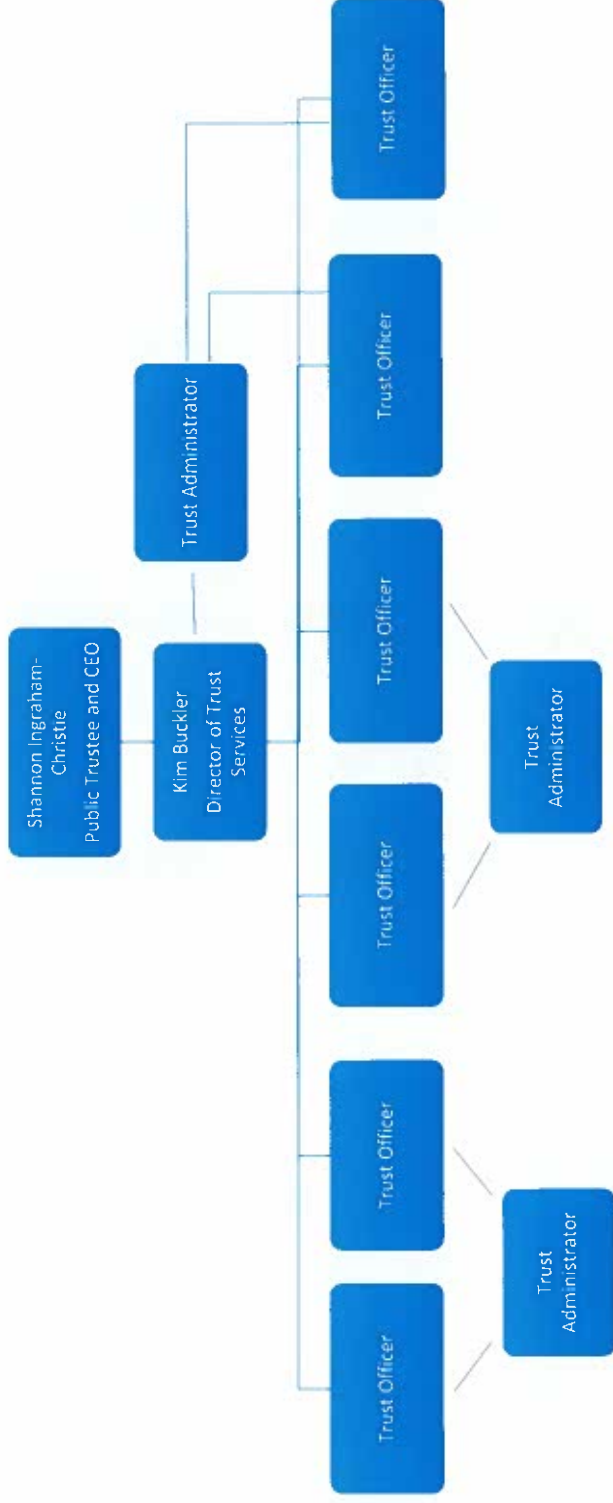 Shannon Ingraham-
Christie
Public Trustee and CEO
Kim Buckler
Director of Trust
Services
Trust Administrator
Trust Officer
Trust Officer
Trust Officer
Trust Officer
Trust Officer
Trust Officer
Trust
Administrator
Trust
Administrator